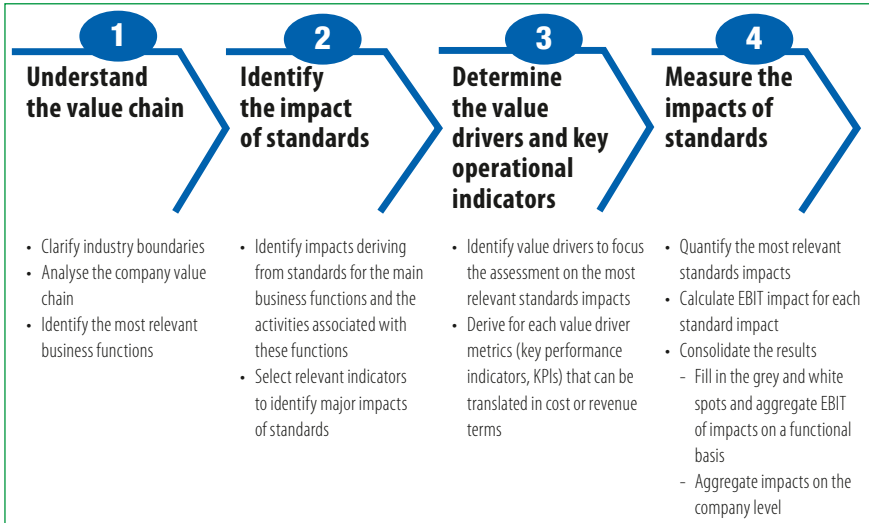 1
Understand
the value chain
• Clarify industry boundaries
• Analyse the company value
chain
• Identify the most relevant
business functions
2
Identify
the impact
of standards
• Identify impacts deriving
from standards for the main
business functions and the
activities associated with
these functions
• Select relevant indicators
to identify major impacts
of standards
3
Determine
the value
drivers and key
operational
indicators
• Identify value drivers to focus
the assessment on the most
relevant standards impacts
• Derive for each value driver
metrics (key performance
indicators, KPIs) that can be
translated in cost or revenue
terms
4
Measure the
impacts of
standards
• Quantify the most relevant
standards impacts
• Calculate EBIT impact for each
standard impact
• Consolidate the results
- Fill in the grey and white
spots and aggregate EBIT
of impacts on a functional
basis
- Aggregate impacts on the
company level